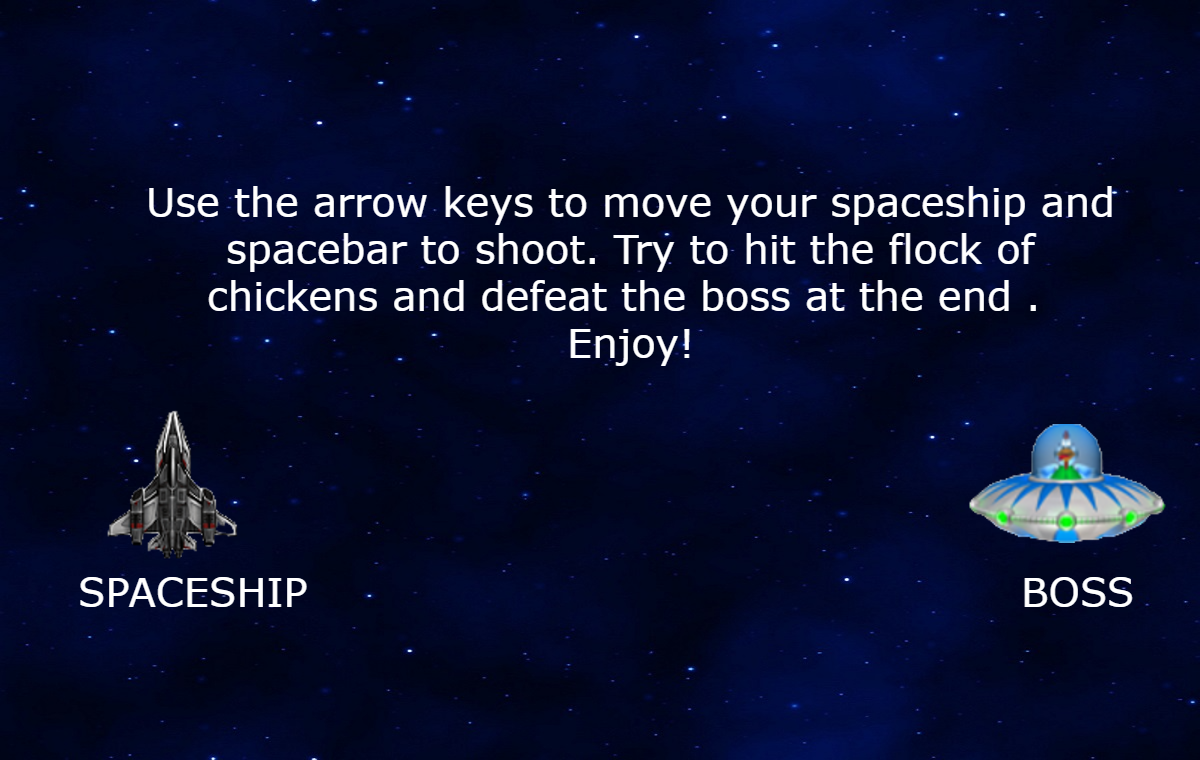 Use the arrow keys to move your spaceship and
spacebar to shoot. Try to hit the flock of
chickens and defeat the boss at the end .
Enjoy!
SPACESHIP
BOSS